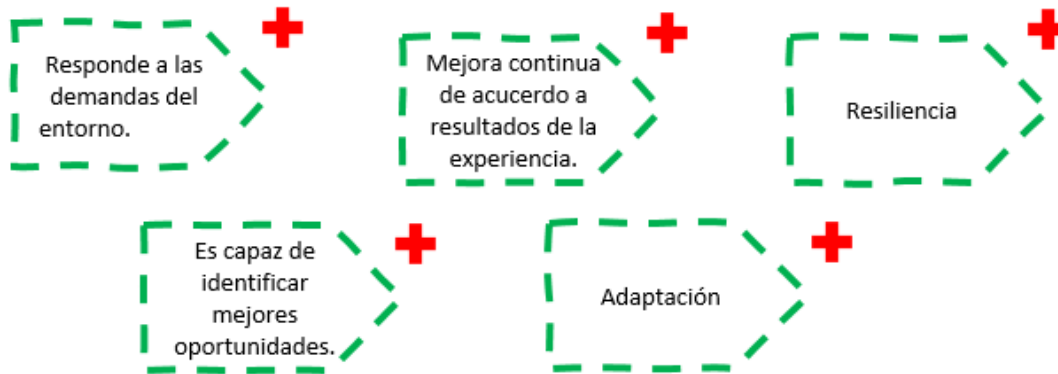 Responde a las
demandas del
entorno.
Mejora continua
de acucerdo a
resultados de la
experiencia.
Resiliencia
Es capaz de
identificar
mejores
oportunidades.
Adaptación